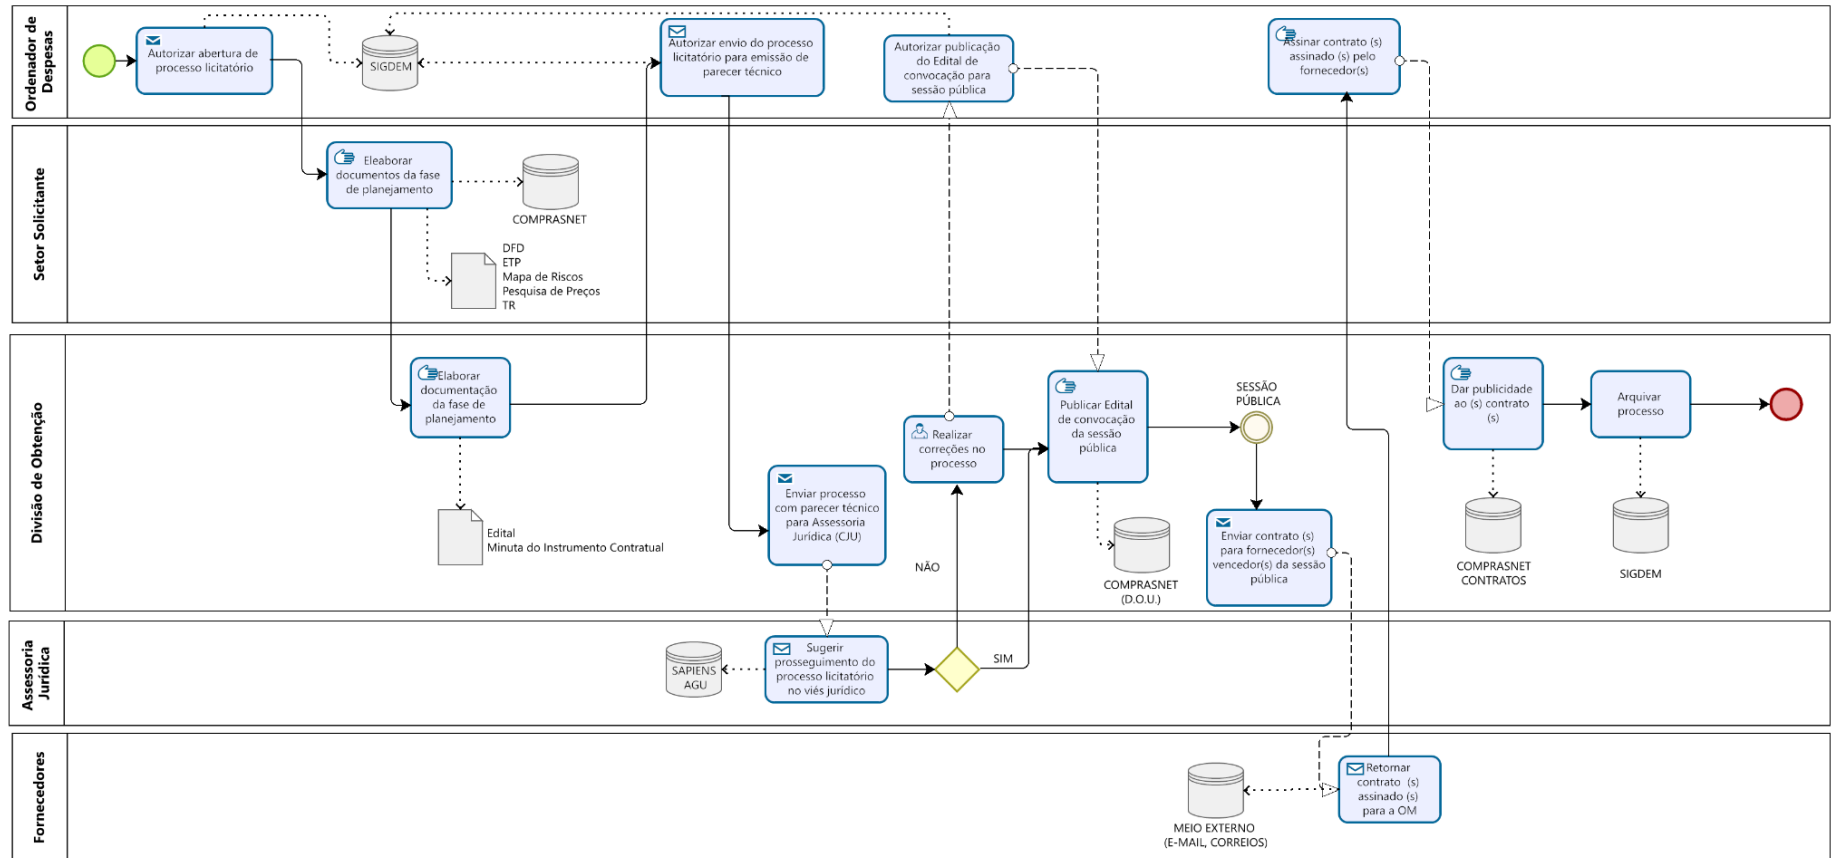 Ordenador de
Despesas
Autorizar abertura de
processo licitatório
SIGDEM
Autorizar envio do processo
licitatório para emissão de
parecer técnico
Autorizar publicação
do Edital de
convocação para
sessão pública
Assinar contrato (s)
assinado (s) pelo
fornecedor(s)
Setor Solicitante
Eleaborar
documentos da fase
de planejamento
COMPRASNET
DFD
ETP
Mapa de Riscos
Pesquisa de Preços
TR
Divisão de Obtenção
Elaborar
documentação
da fase de
planejamento
Edital
Minuta do Instrumento Contratual
Enviar processo
com parecer técnico
para Assessoria
Jurídica (CJU)
Realizar
correções no
processo
NÃO
Publicar Edital
de convocação
da sessão
pública
COMPRASNET
(D.O.U.)
SESSÃO
PÚBLICA
Enviar contrato (s)
para fornecedor(s)
vencedor(s) da sessão
pública
Dar publicidade
ao (s) contrato
(s)
COMPRASNET
CONTRATOS
Arquivar
processo
SIGDEM
Assessoria
Jurídica
SAPIENS
AGU
Sugerir
prosseguimento do
processo licitatório
no viés jurídico
SIM
Fornecedores
MEIO EXTERNO
(E-MAIL, CORREIOS)
Retornar
contrato (s)
assinado (s)
para a OM